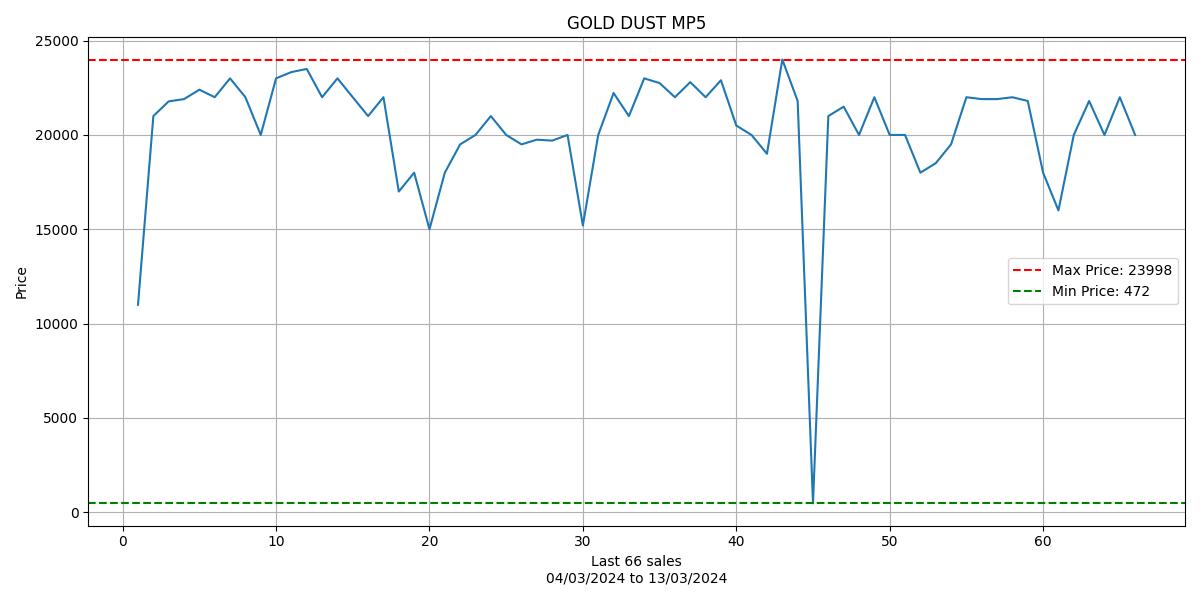 GOLD DUST MP5
25000
20000
15000
10000
5000
0
Price
Max Price: 23998
Min Price: 472
0 10 20 30 40 50 60
Last 66 sales
04/03/2024 to 13/03/2024